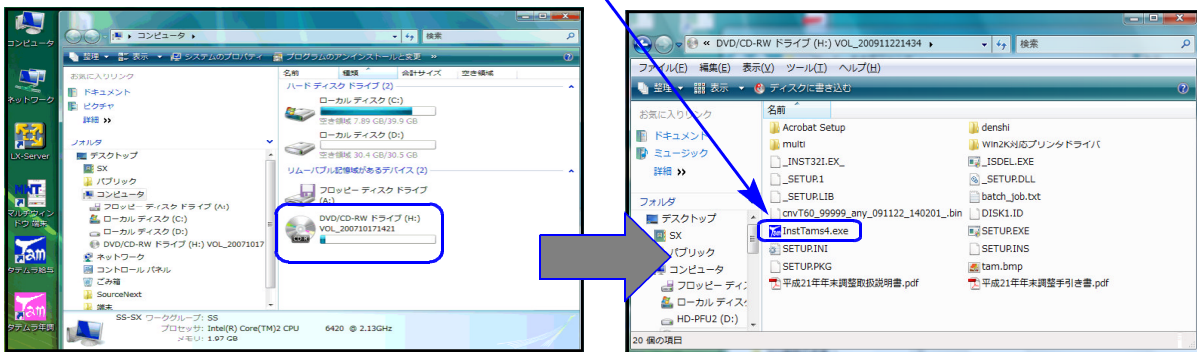 コンピュータ
ネットワーク
LX-Server
マルチウィン
ドウ 端末
タテムラ給与
タテムラ年調
コンピュータ
検索
整理 表示 システムのプロパティ プログラムのアンインストールと変更 »
お気に入りリンク
ドキュメント
ピクチャ
詳細 »
フォルダ
デスクトップ
SX
パブリック
コンピュータ
フロッピー ディスク ドライブ (A:)
ローカル ディスク (C:)
ローカル ディスク (D:)
DVD/CD-RW ドライブ (H:) VOL_20071017
ネットワーク
コントロール パネル
ごみ箱
SourceNext
端末
名前 種類 合計サイズ 空き領域
ハード ディスク ドライブ (2)
ローカル ディスク (C:)
空き領域 7.89 GB/39.9 GB
ローカル ディスク (D:)
空き領域 30.4 GB/30.5 GB
リムーバブル記憶域があるデバイス (2)
フロッピー ディスク ドライブ
(A:)
DVD/CD-RW ドライブ (H:)
VOL_200710171421
CD-R
SS-SX ワークグループ: SS
プロセッサ: Intel(R) Core(TM)2 CPU 6420 @ 2.13GHz
メモリ: 1.97 GB
« DVD/CD-RW ドライブ (H:) VOL_200911221434
検索
ファイル(F) 編集(E) 表示(V) ツール(T) ヘルプ(H)
整理 表示 ディスクに書き込む
お気に入りリンク
ドキュメント
ミュージック
詳細 »
フォルダ
デスクトップ
SX
パブリック
コンピュータ
フロッピー ディ
ローカル ディスク
HD-PFU2 (D:)
名前
Acrobat Setup
denshi
multi
Win2K対応プリンタドライバ
_INST32I.EX_
_ISDEL.EXE
_SETUP.1
_SETUP.DLL
_SETUP.LIB
batch_job.txt
cnvT60_99999_any_091122_140201_.bin
DISK1.ID
InstTams4.exe
SETUP.EXE
SETUP.INI
SETUP.INS
SETUP.PKG
tam.bmp
平成21年年末調整取扱説明書.pdf
平成21年年末調整手引き書.pdf
20 個の項目